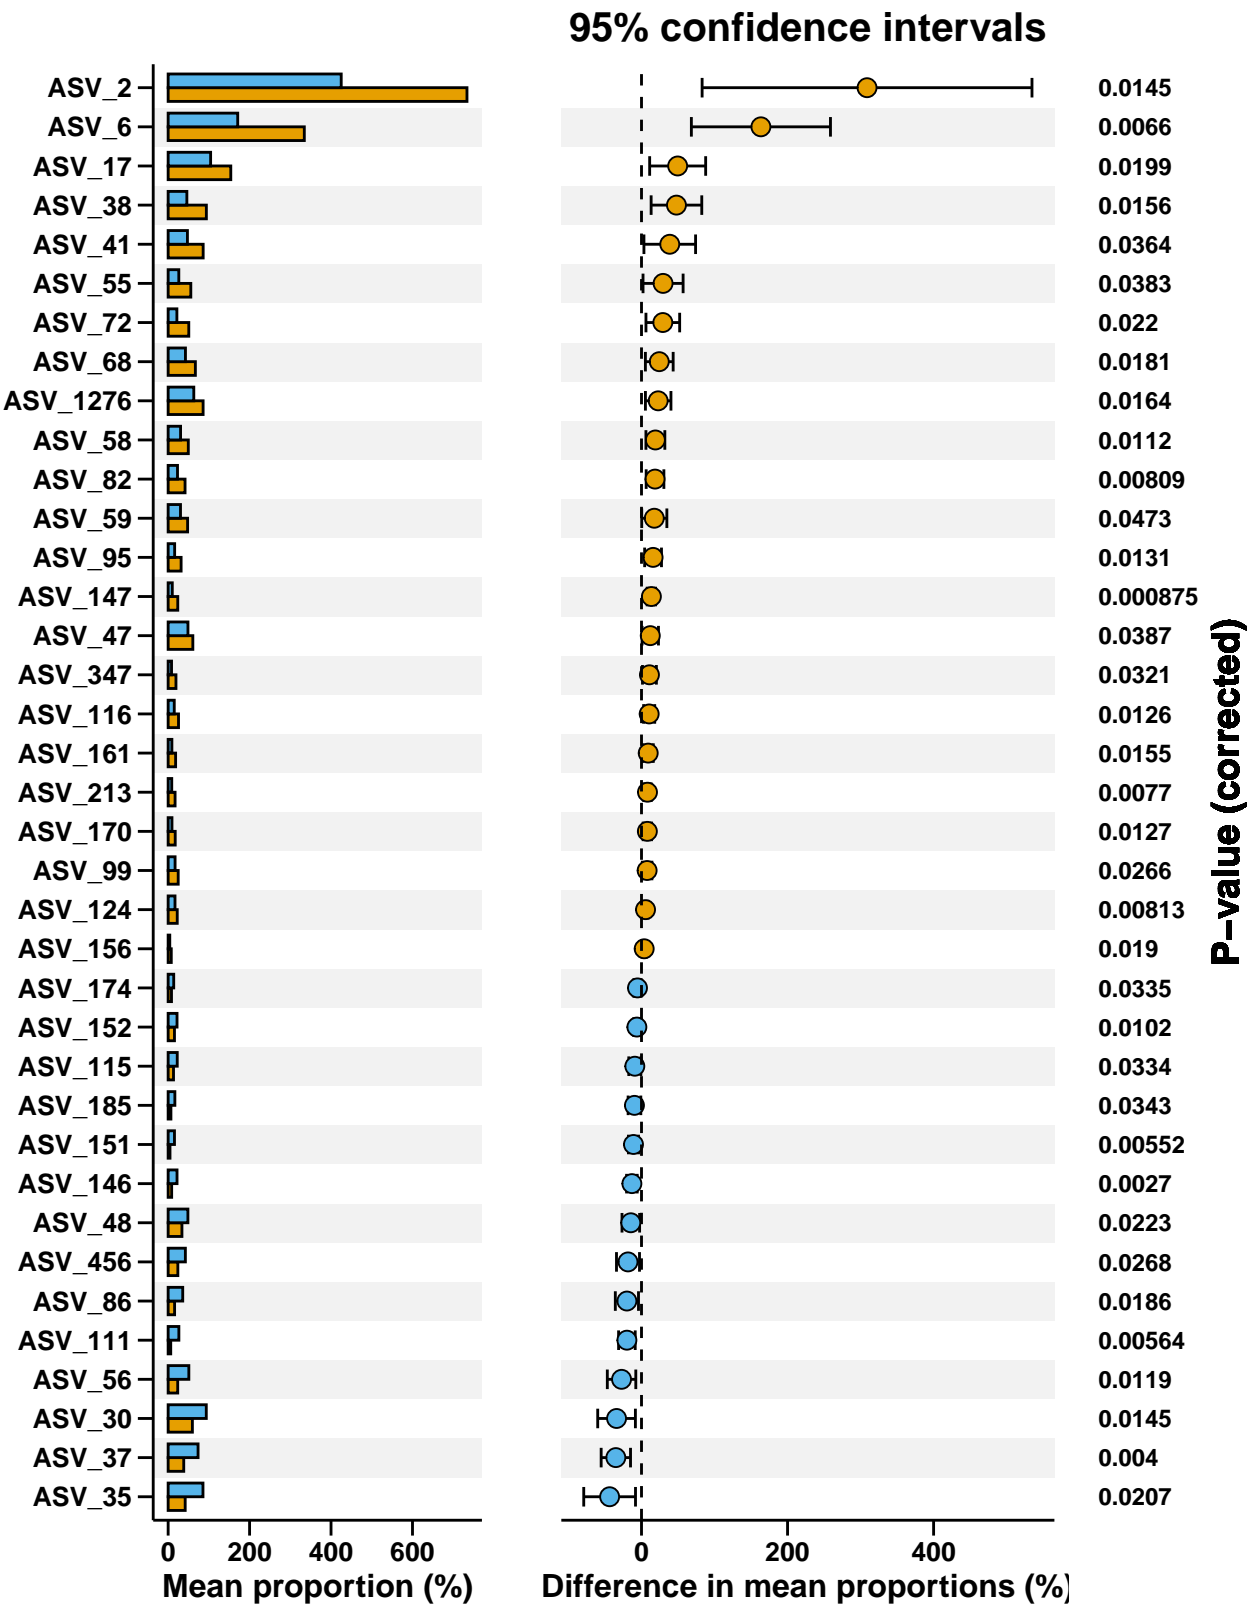 95% confidence intervals
ASV_2 0.0145
ASV_6 0.0066
ASV_17 0.0199
ASV_38 0.0156
ASV_41 0.0364
ASV_55 0.0383
ASV_72 0.022
ASV_68 0.0181
ASV_1276 0.0164
ASV_58 0.0112
ASV_82 0.00809
ASV_59 0.0473
ASV_95 0.0131
ASV_147 0.000875
ASV_47 0.0387
ASV_347 0.0321
ASV_116 0.0126
ASV_161 0.0155
ASV_213 0.0077
ASV_170 0.0127
ASV_99 0.0266
ASV_124 0.00813
ASV_156 0.019
ASV_174 0.0335
ASV_152 0.0102
ASV_115 0.0334
ASV_185 0.0343
ASV_151 0.00552
ASV_146 0.0027
ASV_48 0.0223
ASV_456 0.0268
ASV_86 0.0186
ASV_111 0.00564
ASV_56 0.0119
ASV_30 0.0145
ASV_37 0.004
ASV_35 0.0207
P−value (corrected)
0 200 400 600 0 200 400
Mean proportion (%) Difference in mean proportions (%)